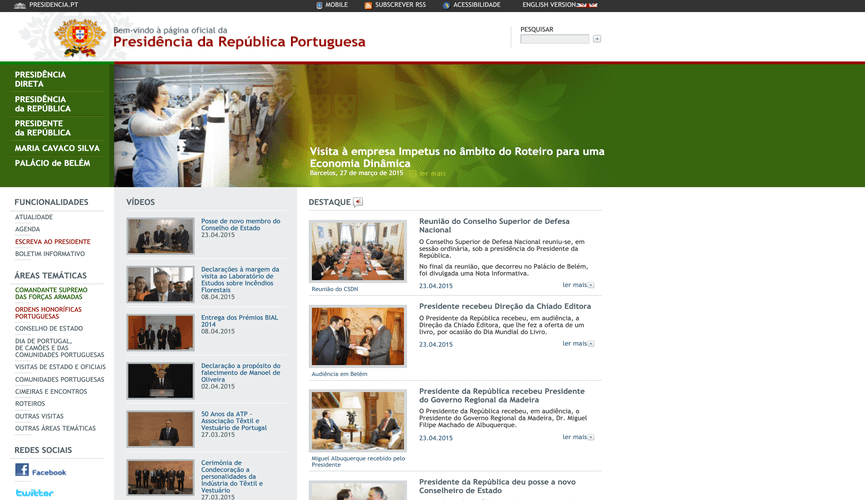 PRESIDENCIA.PT
MOBILE
SUBSCREVER RSS
ACESSIBILIDADE
ENGLISH VERSION
Bem-vindo à página oficial da
Presidência da República Portuguesa
PESQUISAR
PRESIDÊNCIA
DIRETA
PRESIDÊNCIA
da REPÚBLICA
PRESIDENTE
da REPÚBLICA
MARIA CAVACO SILVA
PALÁCIO de BELÉM
Visita à empresa Impetus no âmbito do Roteiro para uma
Economia Dinâmica
Barcelos, 27 de março de 2015
ler mais
FUNCIONALIDADES
ATUALIDADE
AGENDA
ESCREVA AO PRESIDENTE
BOLETIM INFORMATIVO
ÁREAS TEMÁTICAS
COMANDANTE SUPREMO
DAS FORÇAS ARMADAS
ORDENS HONORÍFICAS
PORTUGUESAS
CONSELHO DE ESTADO
DIA DE PORTUGAL,
DE CAMÕES E DAS
COMUNIDADES PORTUGUESAS
VISITAS DE ESTADO E OFICIAIS
COMUNIDADES PORTUGUESAS
CIMEIRAS E ENCONTROS
ROTEIROS
OUTRAS VISITAS
OUTRAS ÁREAS TEMÁTICAS
REDES SOCIAIS
Facebook
twitter
VÍDEOS
Posse de novo membro do
Conselho de Estado
23.04.2015
Declarações à margem da
visita ao Laboratório de
Estudos sobre Incêndios
Florestais
08.04.2015
Entrega dos Prémios BIAL
2014
08.04.2015
Declaração a propósito do
falecimento de Manoel de
Oliveira
02.04.2015
50 Anos da ATP -
Associação Têxtil e
Vestuário de Portugal
27.03.2015
Cerimónia de
Condecoração a
personalidades da
Indústria do Têxtil e
Vestuário
27.03.2015
DESTAQUE
Reunião do CSDN
Reunião do Conselho Superior de Defesa
Nacional
O Conselho Superior de Defesa Nacional reuniu-se, em
sessão ordinária, sob a presidência do Presidente da
República.
No final da reunião, que decorreu no Palácio de Belém,
foi divulgada uma Nota Informativa.
23.04.2015
ler mais
Audiência em Belém
Presidente recebeu Direção da Chiado Editora
O Presidente da República recebeu, em audiência, a
Direção da Chiado Editora, que lhe fez a oferta de um
livro, por ocasião do Dia Mundial do Livro.
23.04.2015
ler mais
Miguel Albuquerque recebido pelo
Presidente
Presidente da República recebeu Presidente
do Governo Regional da Madeira
O Presidente da República recebeu, em audiência, o
Presidente do Governo Regional da Madeira, Dr. Miguel
Filipe Machado de Albuquerque.
23.04.2015
ler mais
Presidente da República deu posse a novo
Conselheiro de Estado